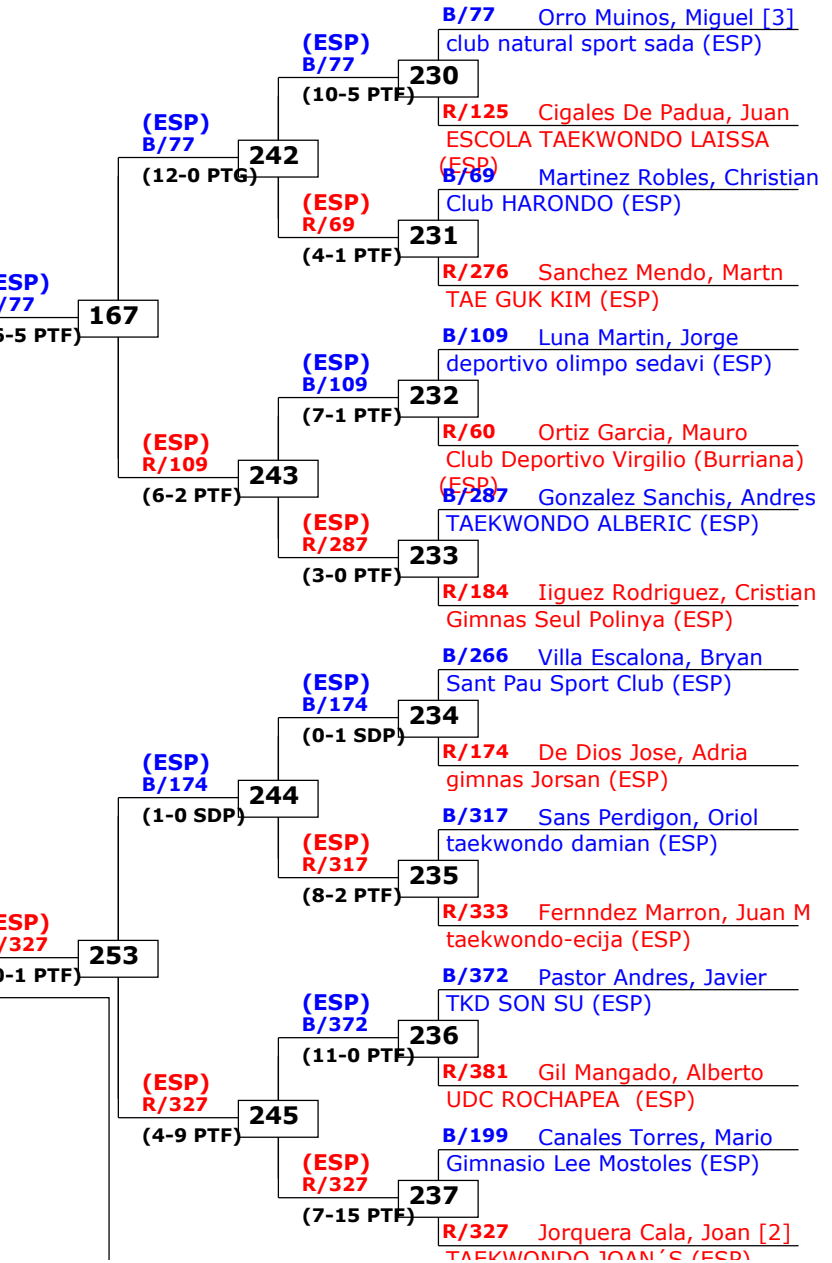 B/77 Orro Muinos, Miguel [3]
club natural sport sada (ESP)
(ESP)
B/77
(10-5 PTF)
230
R/125 Cigales De Padua, Juan
ESCOLA TAEKWONDO LAISSA
(ESP)
(ESP)
B/77
(12-0 PTG)
242
B/69 Martinez Robles, Christian
Club HARONDO (ESP)
(ESP)
R/69
(4-1 PTF)
231
R/276 Sanchez Mendo, Martn
TAE GUK KIM (ESP)
ESP)
/77
-5 PTF)
167
B/109 Luna Martin, Jorge
deportivo olimpo sedavi (ESP)
(ESP)
B/109
(7-1 PTF)
232
R/60 Ortiz Garcia, Mauro
Club Deportivo Virgilio (Burriana)
(ESP)
(ESP)
R/109
(6-2 PTF)
243
B/287 Gonzalez Sanchis, Andres
TAEKWONDO ALBERIC (ESP)
(ESP)
R/287
(3-0 PTF)
233
R/184 Iiguez Rodriguez, Cristian
Gimnas Seul Polinya (ESP)
B/266 Villa Escalona, Bryan
Sant Pau Sport Club (ESP)
(ESP)
B/174
(0-1 SDP)
234
R/174 De Dios Jose, Adria
gimnas Jorsan (ESP)
(ESP)
B/174
(1-0 SDP)
244
B/317 Sans Perdigon, Oriol
taekwondo damian (ESP)
(ESP)
R/317
(8-2 PTF)
235
R/333 Fernndez Marron, Juan M
taekwondo-ecija (ESP)
ESP)
/327
-1 PTF)
253
B/372 Pastor Andres, Javier
TKD SON SU (ESP)
(ESP)
B/372
(11-0 PTF)
236
R/381 Gil Mangado, Alberto
UDC ROCHAPEA (ESP)
(ESP)
R/327
(4-9 PTF)
245
B/199 Canales Torres, Mario
Gimnasio Lee Mostoles (ESP)
(ESP)
R/327
(7-15 PTF)
237
R/327 Jorquera Cala, Joan [2]
TAEKWONDO JOAN´S (ESP)